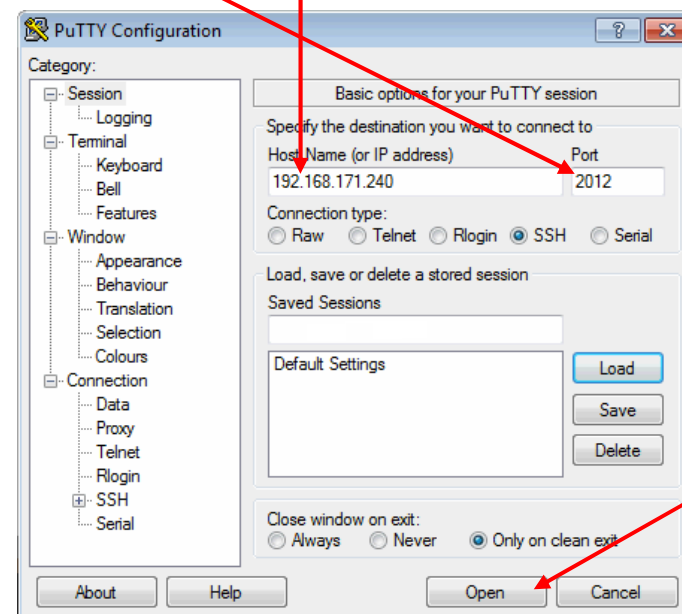 PuTTY Configuration
Category:
Session
Logging
Terminal
Keyboard
Bell
Features
Window
Appearance
Behaviour
Translation
Selection
Colours
Connection
Data
Proxy
Telnet
Rlogin
SSH
Serial
Basic options for your PuTTY session
Specify the destination you want to connect to
Host Name (or IP address) Port
192.168.171.240 2012
Connection type:
Raw Telnet Rlogin SSH Serial
Load, save or delete a stored session
Saved Sessions
Default Settings
Load
Save
Delete
Close window on exit:
Always Never Only on clean exit
About Help Open Cancel